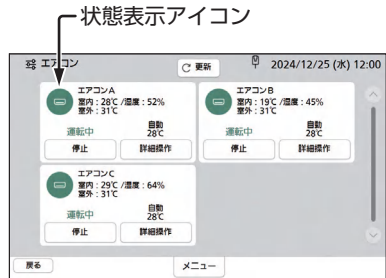 状態表示アイコン
エアコン
更新
2024/12/25 (水) 12:00
エアコンA
室内：28℃ /湿度：52%
室外：31℃
運転中
自動
28℃
停止
詳細操作
エアコンB
室内：19℃ /湿度：45%
室外：31℃
運転中
自動
28℃
停止
詳細操作
エアコンC
室内：29℃ /湿度：64%
室外：31℃
運転中
自動
28℃
停止
詳細操作
戻る
メニュー